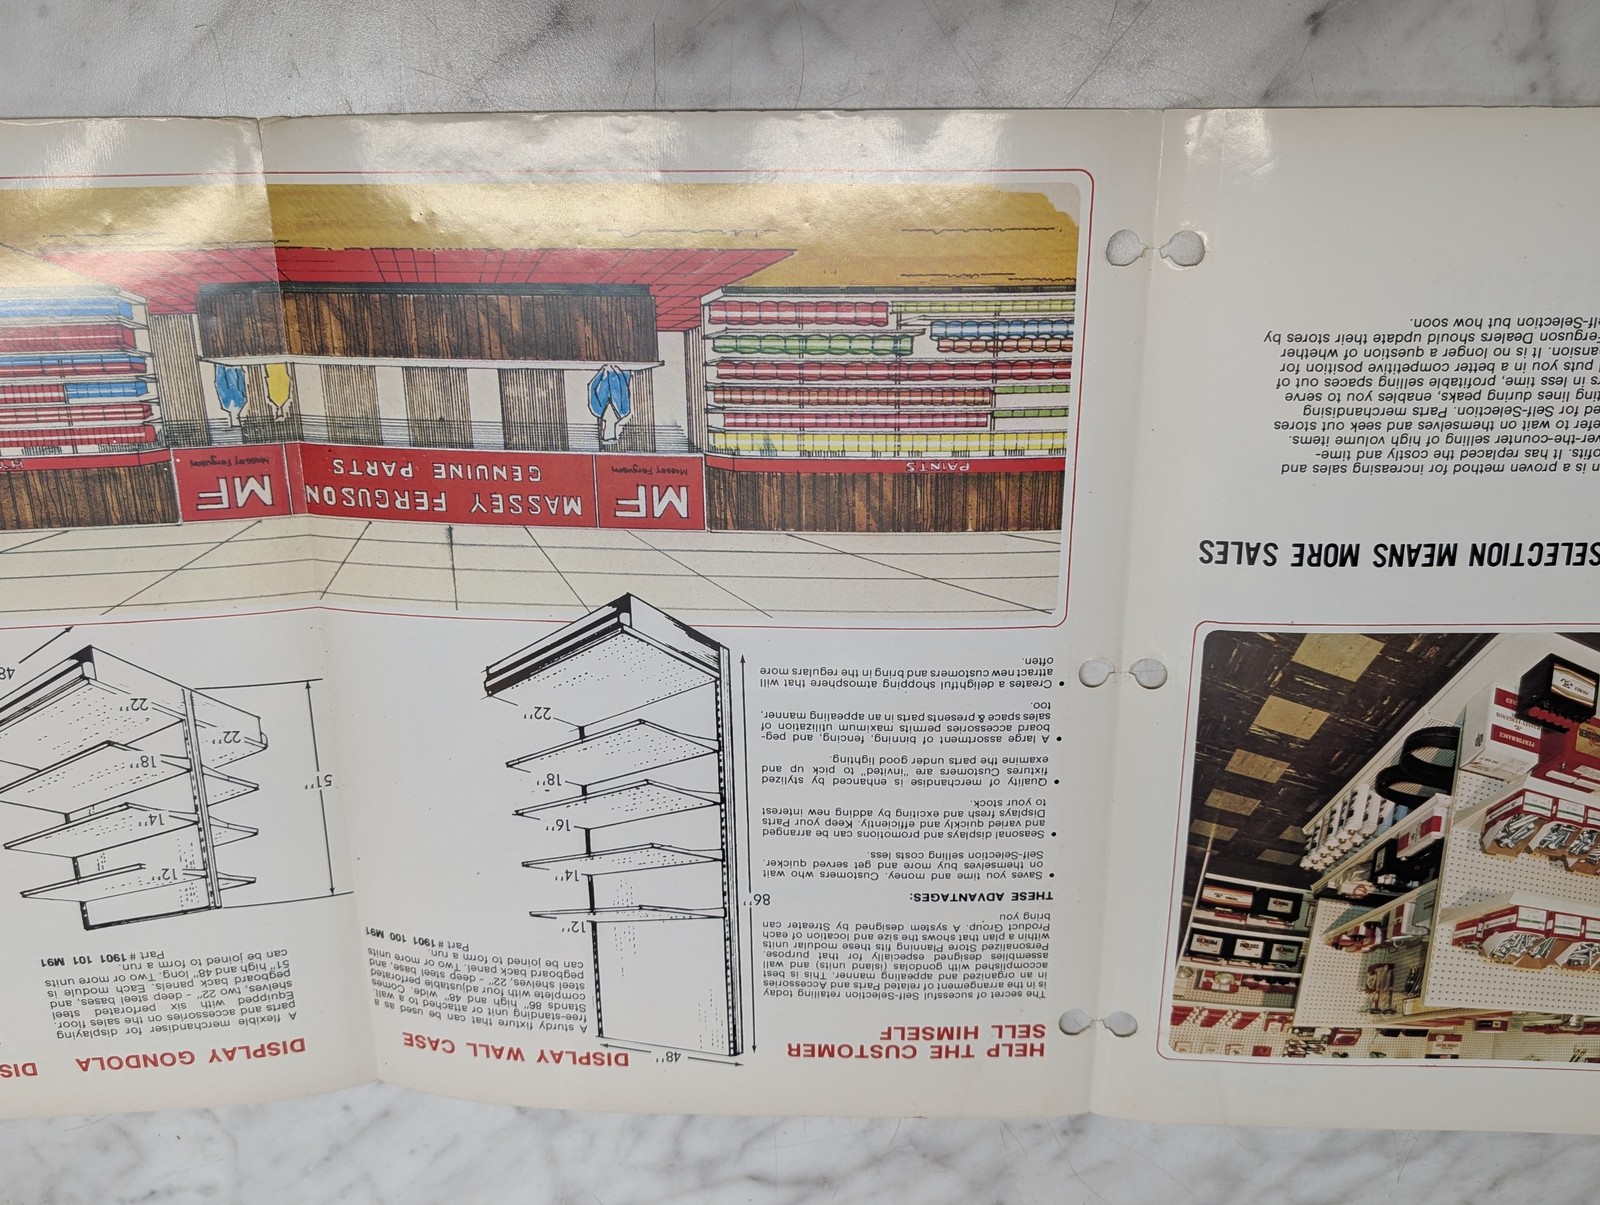 SELECTION MEANS MORE SALES
n is a proven method for increasing sales and
ofits. It has replaced the costly and time-
ver-the-counter selling of high volume items.
efer to wait on themselves and seek out stores
ed for Self-Selection. Parts merchandising
ting lines during peaks, enables you to serve
rs in less time, profitable selling spaces out of
puts you in a better competitive position for
ansion. It is no longer a question of whether
Ferguson Dealers should update their stores by
elf-Selection but how soon.
HELP THE CUSTOMER
SELL HIMSELF
The secret of sucessful Self-Selection retailing today
is in the arrangement of related Parts and Accessories
in an organized and appealing manner. This is best
accomplished with gondolas (island units) and wall
assemblies designed especially for that purpose.
Personalized Store Planning fits these modular units
within a plan that shows the size and location of each
Product Group. A system designed by Streater can
bring you
THESE ADVANTAGES:
• Saves you time and money. Customers who wait
on themselves buy more and get served quicker.
Self-Selection selling costs less.
• Seasonal displays and promotions can be arranged
and varied quickly and efficiently. Keep your Parts
Displays fresh and exciting by adding new interest
to your stock.
• Quality of merchandise is enhanced by stylized
fixtures Customers are "invited" to pick up and
examine the parts under good lighting.
• A large assortment of binning, fencing, and peg-
board accessories permits maximum utilization of
sales space & presents parts in an appealing manner,
too.
• Creates a delightful shopping atmosphere that will
attract new customers and bring in the regulars more
often.
48''
86''
12''
14''
16''
18''
22''
DISPLAY WALL CASE
A sturdy fixture that can be used as a
free-standing unit or attached to a wall.
Stands 86" high and 48" wide. Comes
complete with four adjustable perforated
steel shelves, 22" - deep steel base, and
pegboard back panel. Two or more units
can be joined to form a run.
Part # 1901 100 M91
DISPLAY GONDOLA
A flexible merchandiser for displaying
parts and accessories on the sales floor.
Equipped with six perforated steel
shelves, two 22" - deep steel bases, and
pegboard back panels. Each module is
51" high and 48" long. Two or more units
can be joined to form a run.
Part # 1901 101 M91
51''
12''
14''
18''
22''
22''
48
DIS
PAINTS
MF
Massey Ferguson
MASSEY FERGUSON
GENUINE PARTS
MF
Massey Ferguson